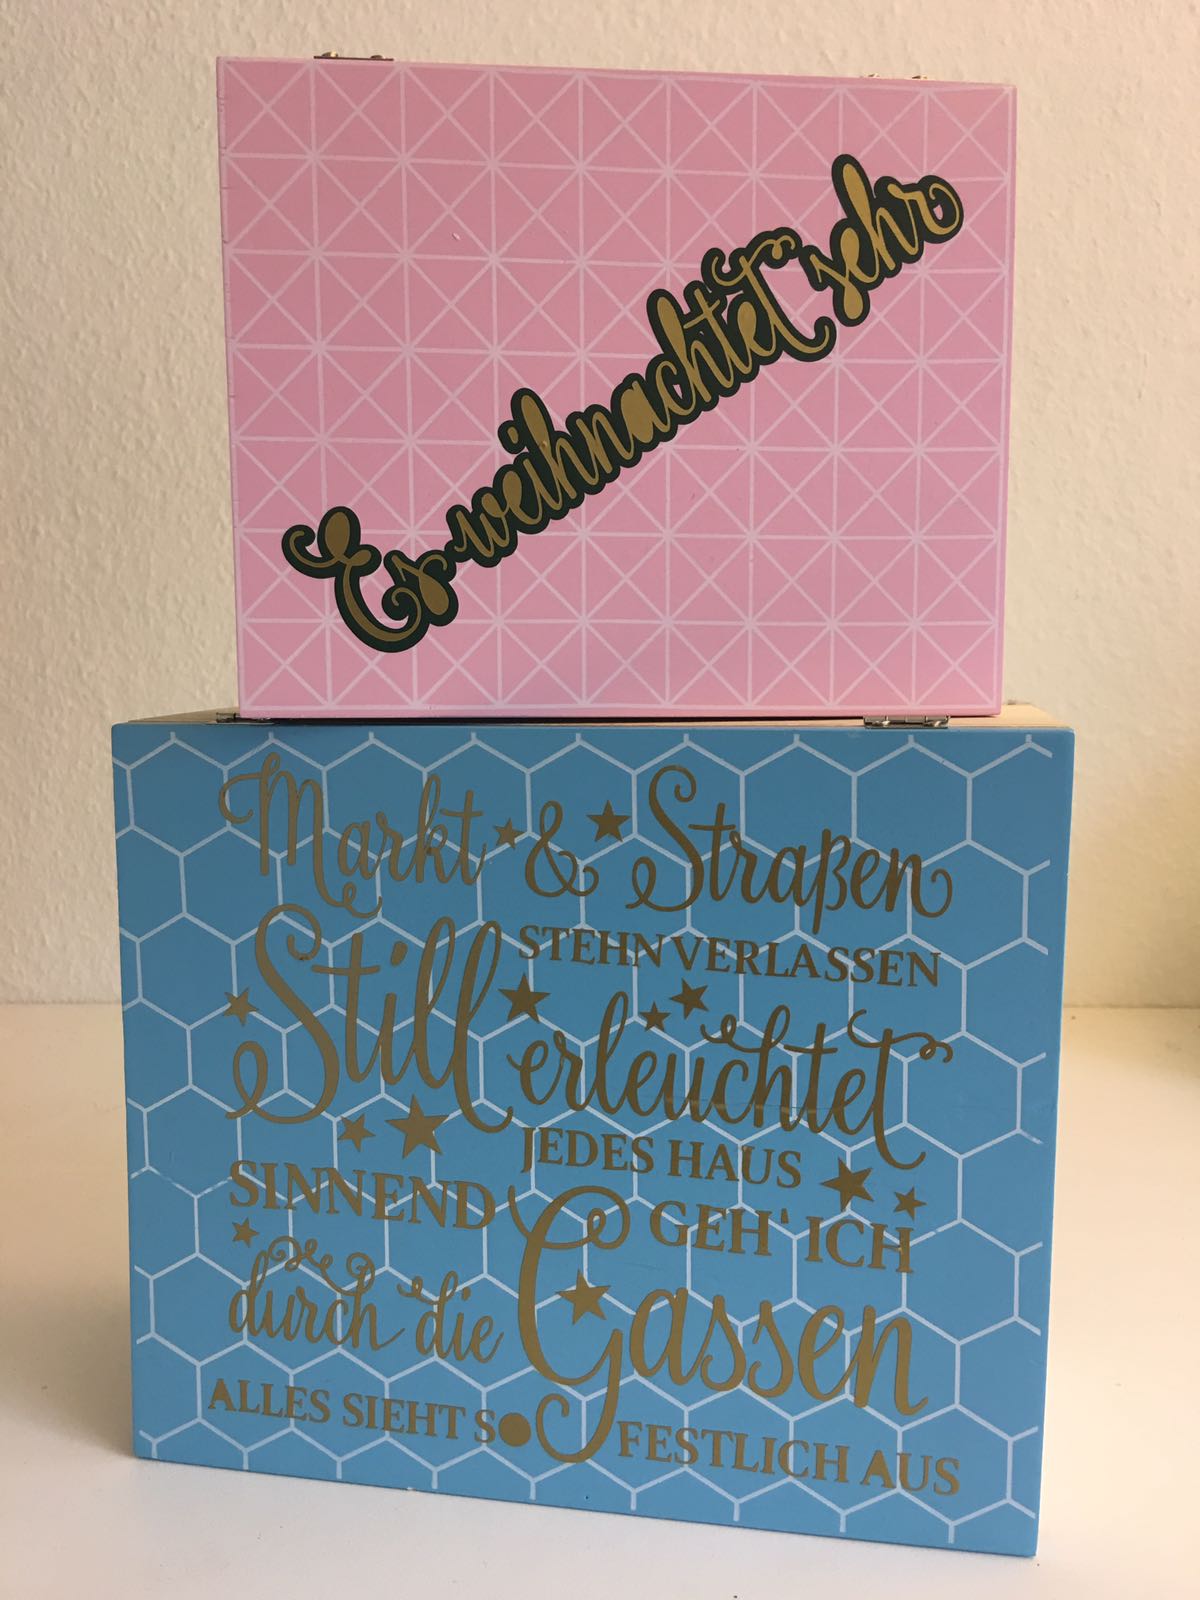 Es weihnachtet sehr
Markt & Straßen
STEHN VERLASSEN
Still erleuchtet
JEDES HAUS
SINNEND GEH' ICH
durch die Gassen
ALLES SIEHT SO FESTLICH AUS